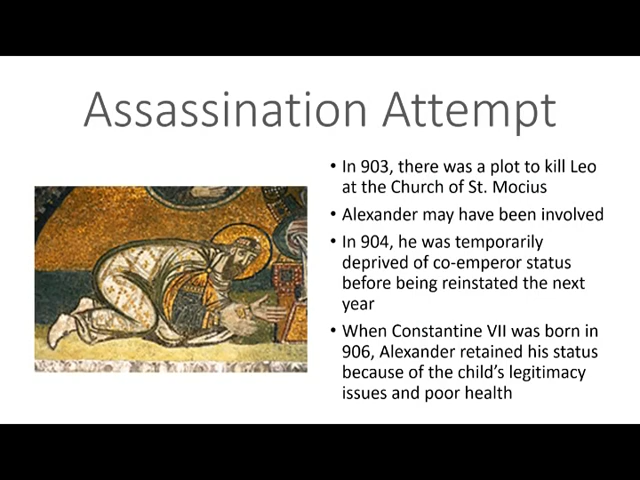 Assassination Attempt
• In 903, there was a plot to kill Leo
at the Church of St. Mocius
• Alexander may have been involved
• In 904, he was temporarily
deprived of co-emperor status
before being reinstated the next
year
• When Constantine VII was born in
906, Alexander retained his status
because of the child's legitimacy
issues and poor health